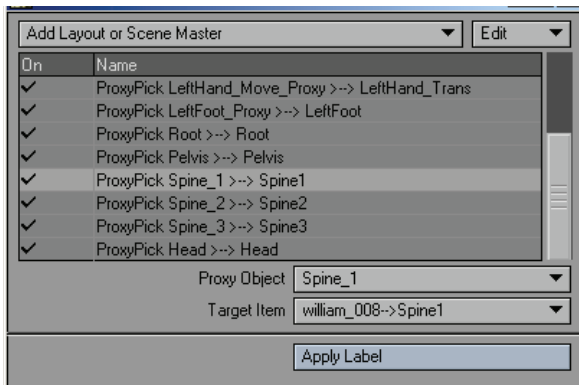 Add Layout or Scene Master Edit
On Name
ProxyPick LeftHand_Move_Proxy >--> LeftHand_Trans
ProxyPick LeftFoot_Proxy >--> LeftFoot
ProxyPick Root >--> Root
ProxyPick Pelvis >--> Pelvis
ProxyPick Spine_1 >--> Spine1
ProxyPick Spine_2 >--> Spine2
ProxyPick Spine_3 >--> Spine3
ProxyPick Head >--> Head
Proxy Object Spine_1
Target Item william_008-->Spine1
Apply Label